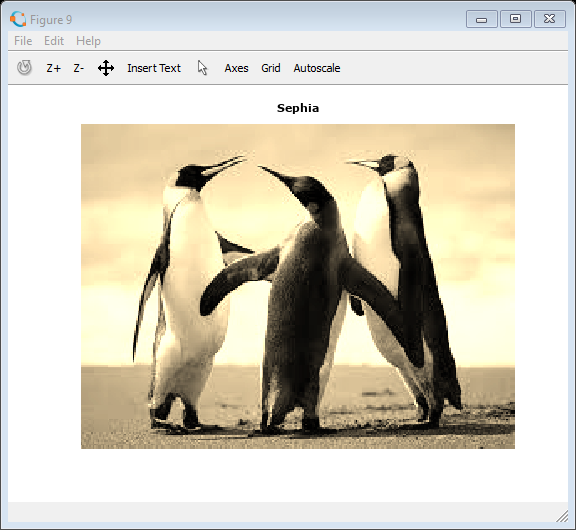 Figure 9
File Edit Help
Z+ Z- Insert Text Axes Grid Autoscale
Sephia